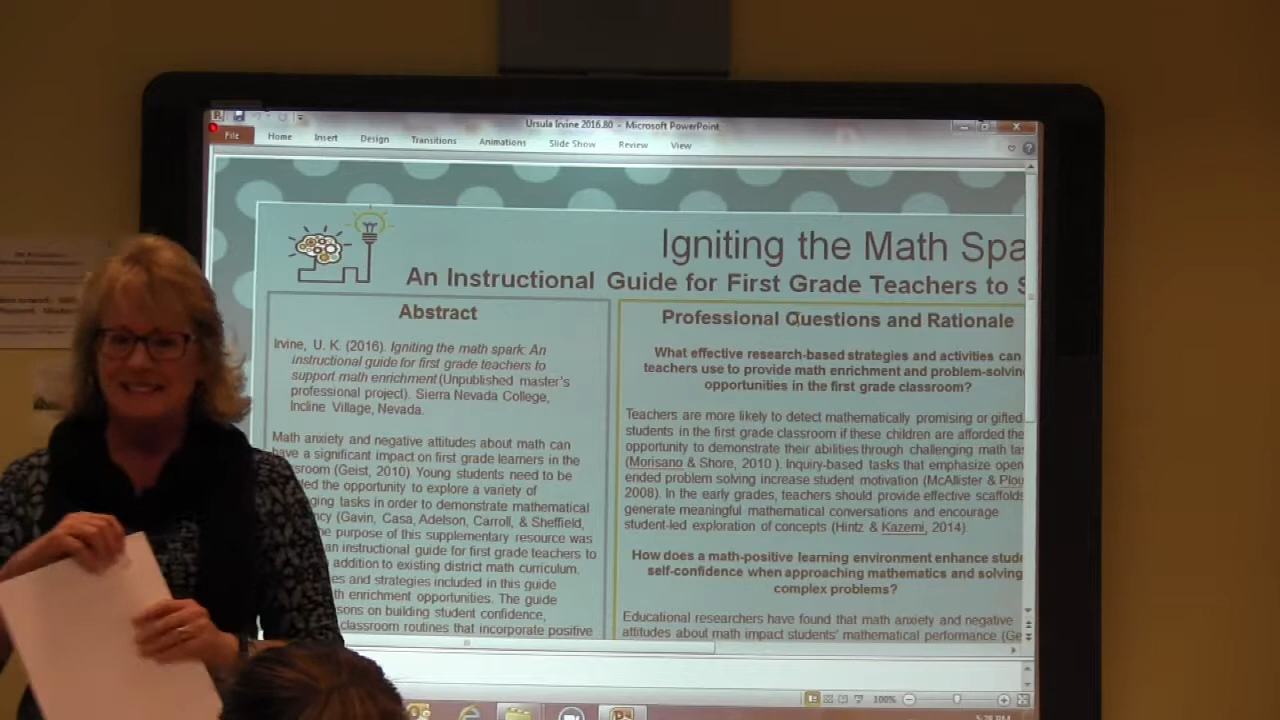 Ursula Irvine 2016.80 - Microsoft PowerPoint
File Home Insert Design Transitions Animations Slide Show Review View
Igniting the Math Spa
An Instructional Guide for First Grade Teachers to S
Abstract
Irvine, U. K. (2016). Igniting the math spark: An
instructional guide for first grade teachers to
support math enrichment (Unpublished master's
professional project). Sierra Nevada College,
Incline Village, Nevada.
Math anxiety and negative attitudes about math can
have a significant impact on first grade learners in the
sroom (Geist, 2010). Young students need to be
ded the opportunity to explore a variety of
ging tasks in order to demonstrate mathematical
ncy (Gavin, Casa, Adelson, Carroll, & Sheffield,
e purpose of this supplementary resource was
an instructional guide for first grade teachers to
addition to existing district math curriculum.
es and strategies included in this guide
th enrichment opportunities. The guide
sons on building student confidence,
classroom routines that incorporate positive
Professional Questions and Rationale
What effective research-based strategies and activities can
teachers use to provide math enrichment and problem-solvin
opportunities in the first grade classroom?
Teachers are more likely to detect mathematically promising or gifted
students in the first grade classroom if these children are afforded the
opportunity to demonstrate their abilities through challenging math ta
(Morisano & Shore, 2010 ). Inquiry-based tasks that emphasize open
ended problem solving increase student motivation (McAllister & Plou
2008). In the early grades, teachers should provide effective scaffolds
generate meaningful mathematical conversations and encourage
student-led exploration of concepts (Hintz & Kazemi, 2014).
How does a math-positive learning environment enhance stude
self-confidence when approaching mathematics and solving
complex problems?
Educational researchers have found that math anxiety and negative
attitudes about math impact students' mathematical performance (Ge
100%
5:28 PM